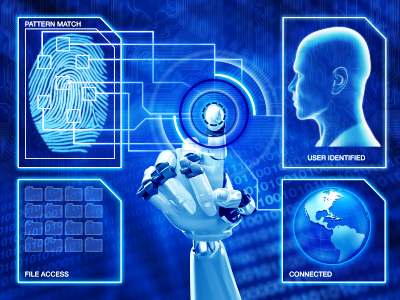 PATTERN MATCH
USER IDENTIFIED
FILE ACCESS
CONNECTED